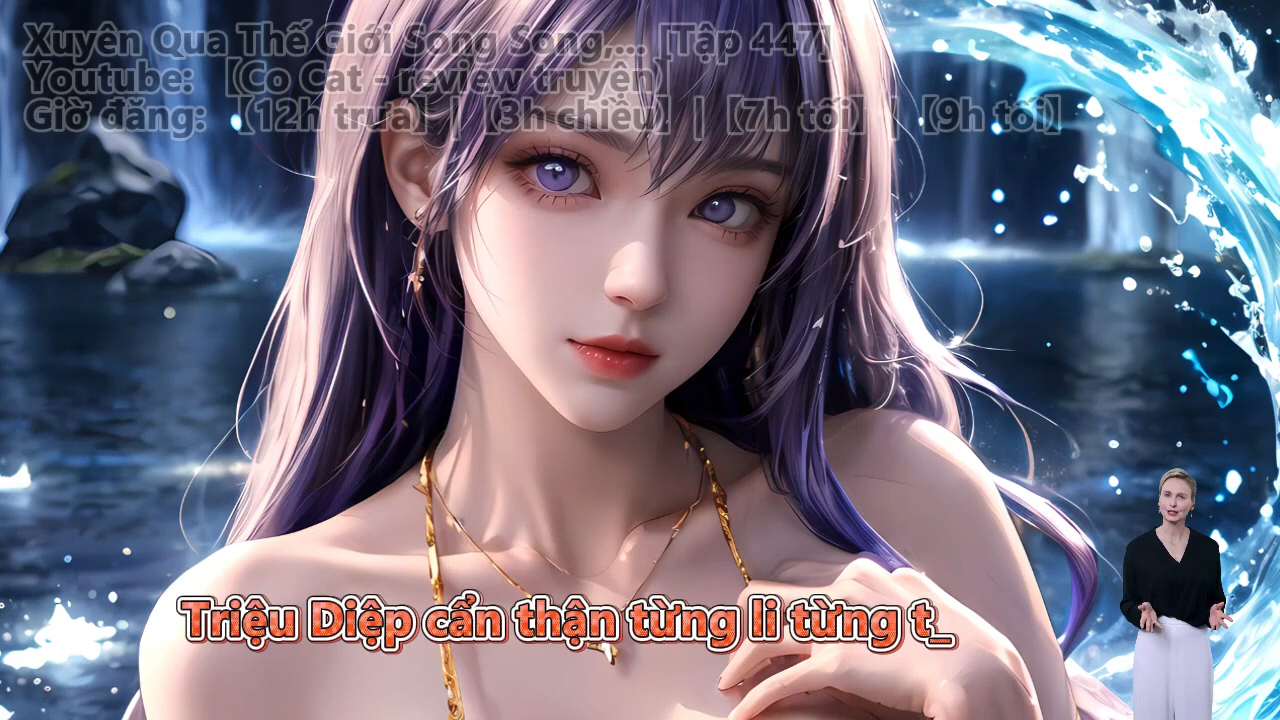 Xuyên Qua Thế Giới Song Song ... [Tập 447]
Youtube: [Co Cat - review truyện)
Giờ đăng: [12h trưa] | [3h chiều] | [7h tối] | [9h tối]
Triệu Diệp cẩn thận từng li từng t_